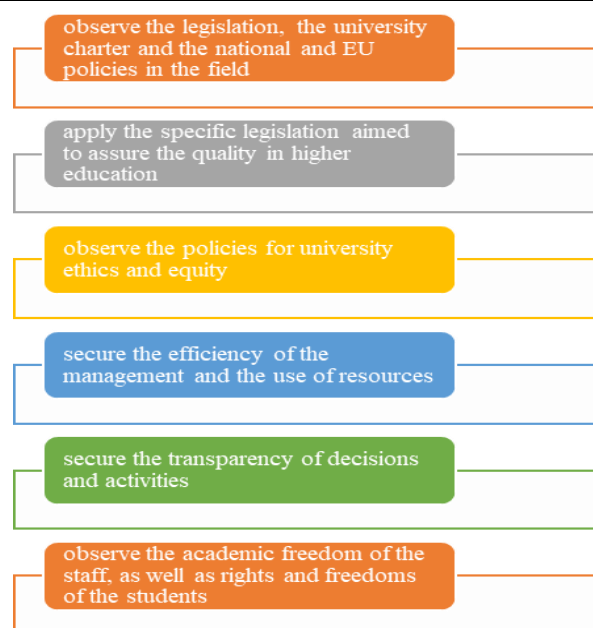 observe the legislation, the university
charter and the national and EU
policies in the field
apply the specific legislation aimed
to assure the quality in higher
education
observe the policies for university
ethics and equity
secure the efficiency of the
management and the use of resources
secure the transparency of decisions
and activities
observe the academic freedom of the
staff, as well as rights and freedoms
of the students